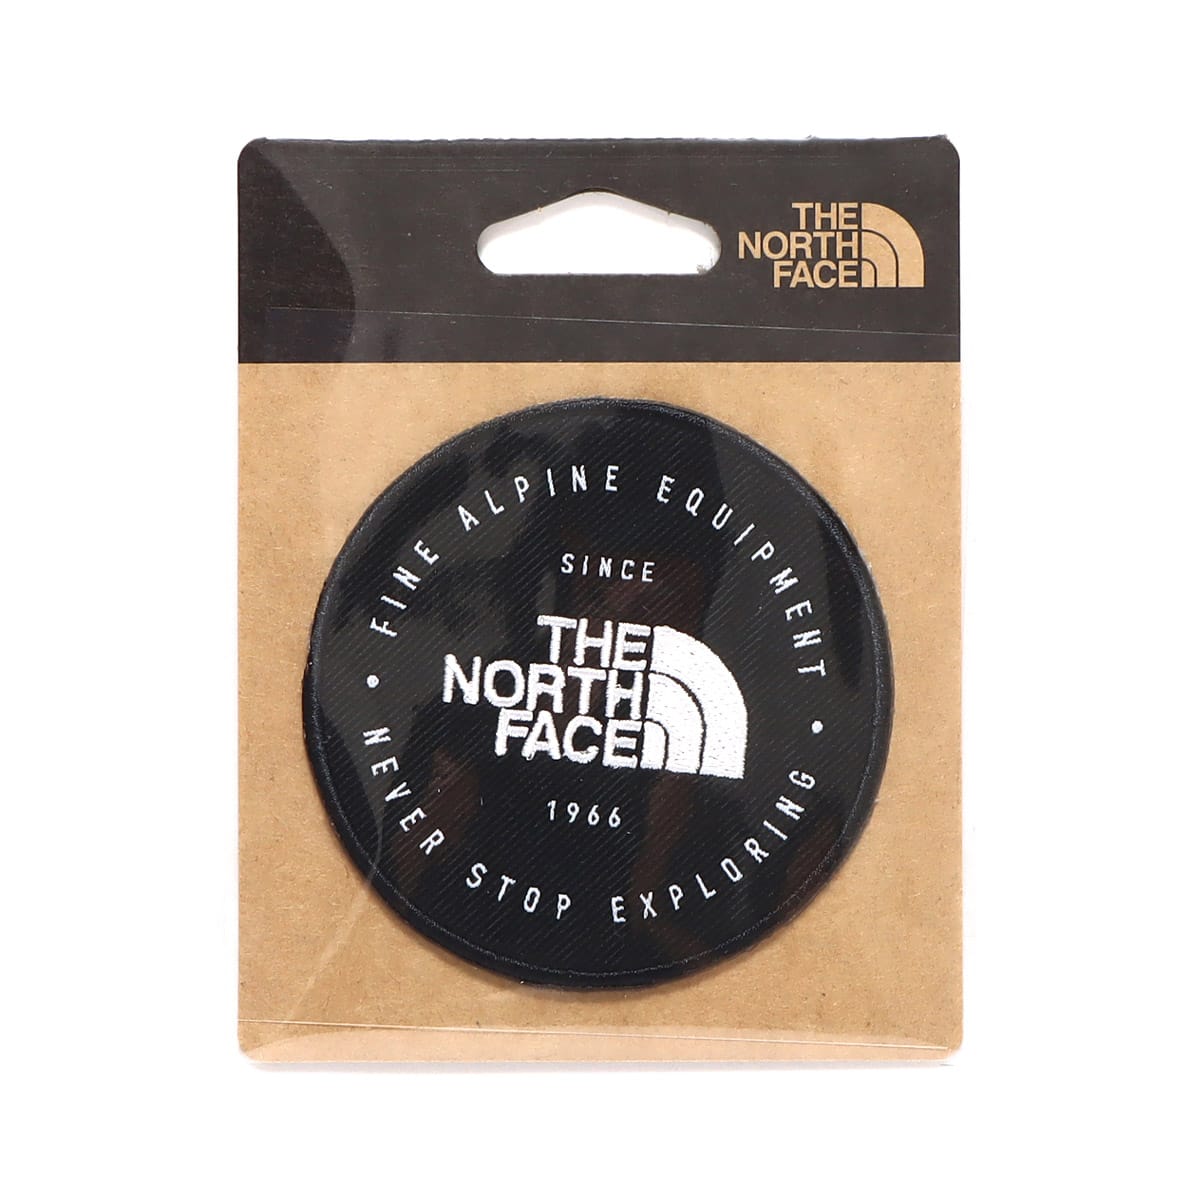 THE
NORTH
FACE
FINE ALPINE EQUIPMENT
SINCE
THE
NORTH
FACE
1966
NEVER STOP EXPLORING